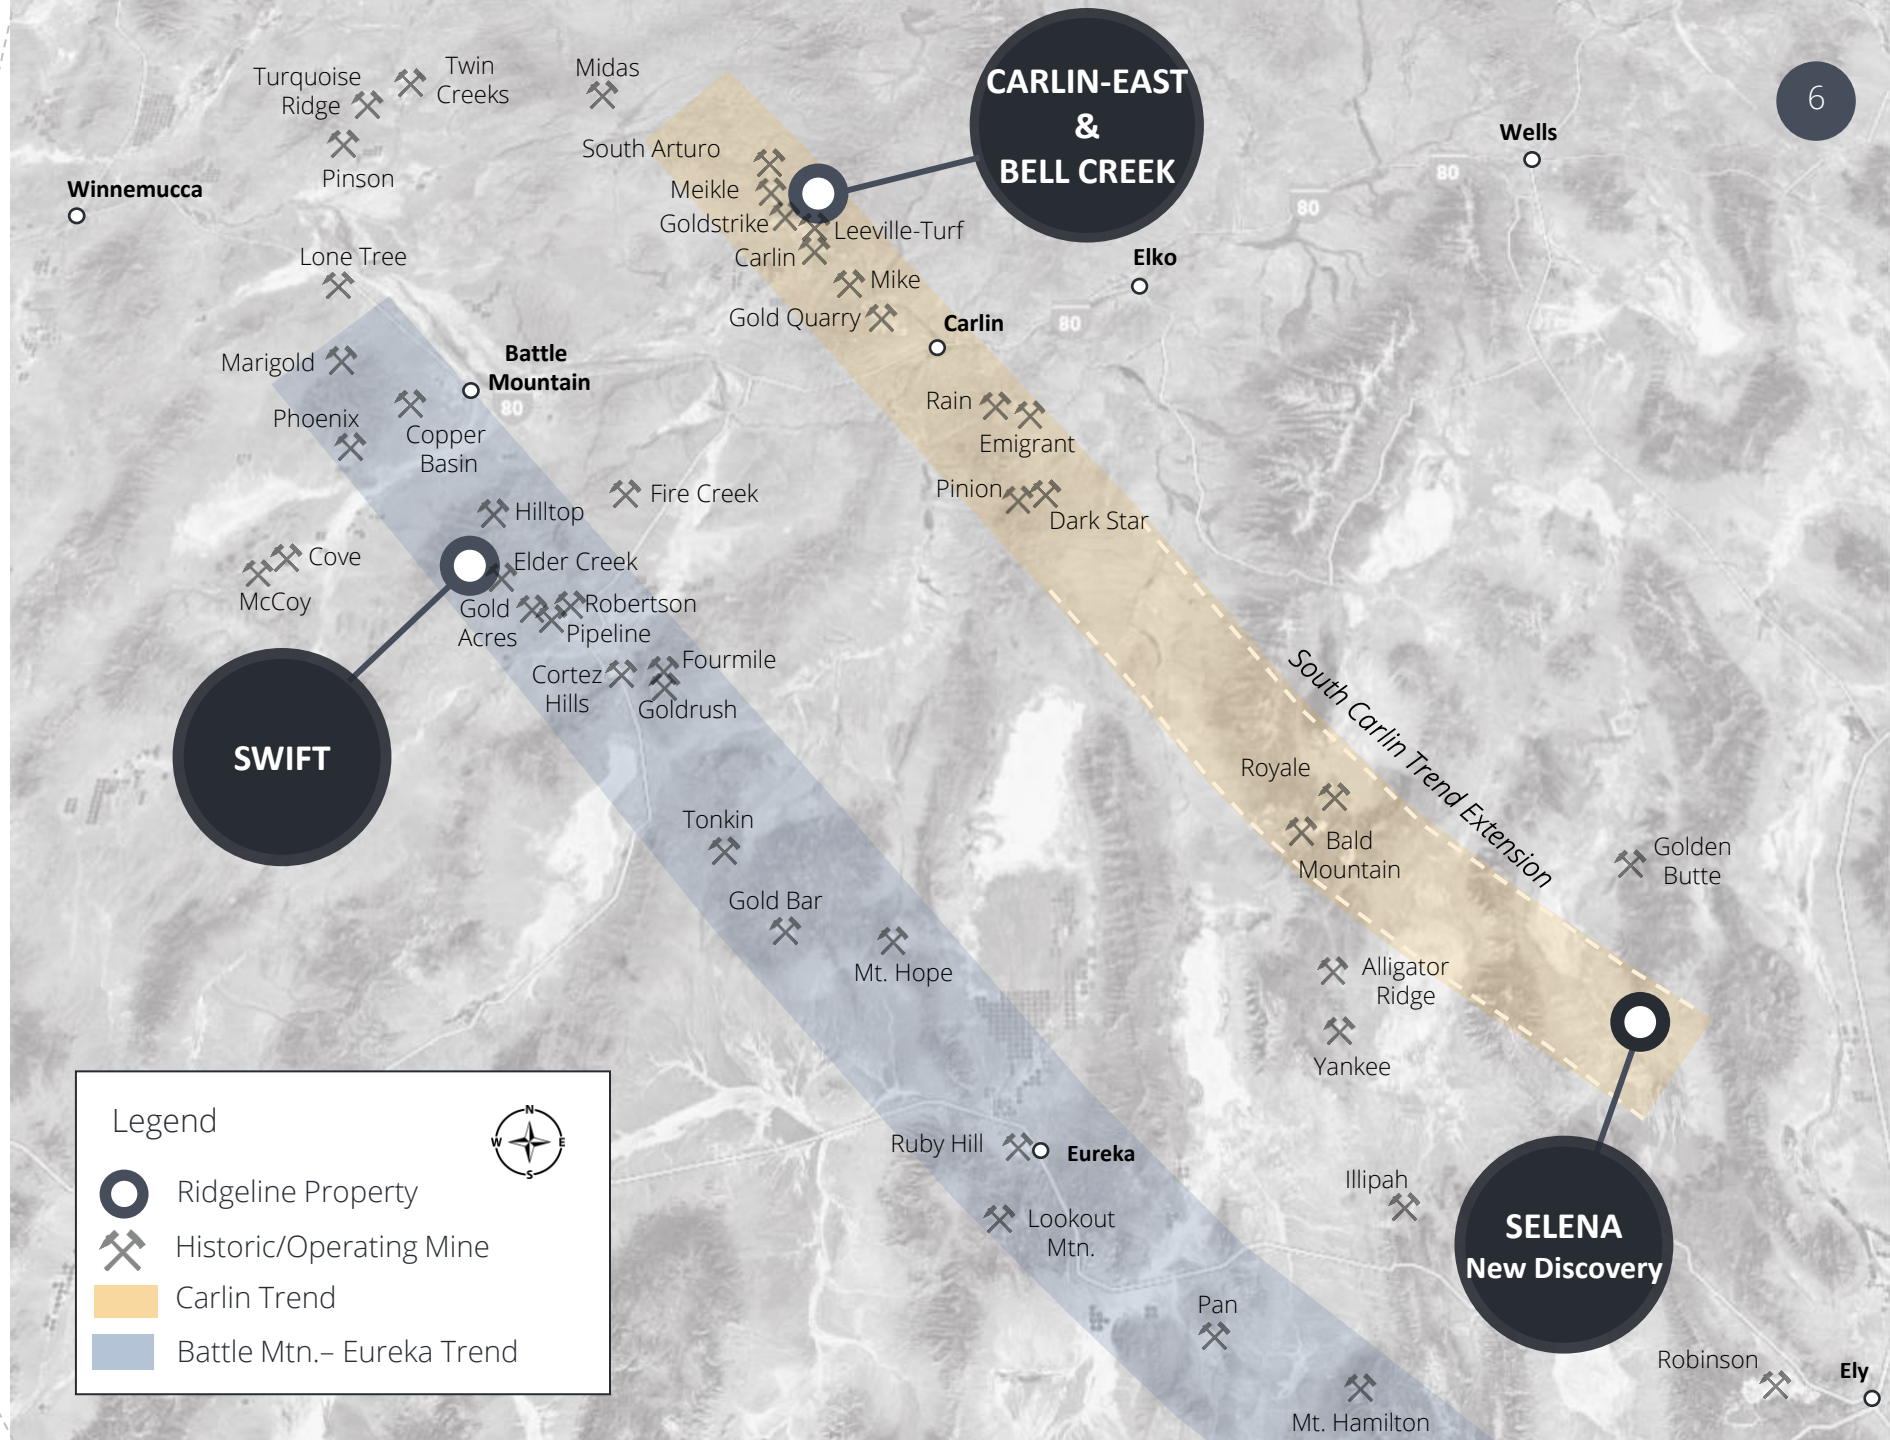 CARLIN-EAST
&
BELL CREEK
6
Turquoise
Ridge
Twin
Creeks
Midas
Pinson
Winnemucca
South Arturo
Meikle
Goldstrike
Leeville-Turf
Carlin
Mike
Gold Quarry
Carlin
Elko
Wells
80
80
80
80
Lone Tree
Marigold
Battle
Mountain
Phoenix
Copper
Basin
Rain
Emigrant
Pinion
Dark Star
Fire Creek
Hilltop
Cove
McCoy
Elder Creek
Gold
Acres
Robertson
Pipeline
Cortez
Hills
Fourmile
Goldrush
SWIFT
South Carlin Trend Extension
Royale
Bald
Mountain
Golden
Butte
Tonkin
Gold Bar
Mt. Hope
Alligator
Ridge
Yankee
Ruby Hill
Eureka
Lookout
Mtn.
Illipah
SELENA
New Discovery
Pan
Mt. Hamilton
Robinson
Ely
Legend
N
W
E
S
Ridgeline Property
Historic/Operating Mine
Carlin Trend
Battle Mtn.– Eureka Trend